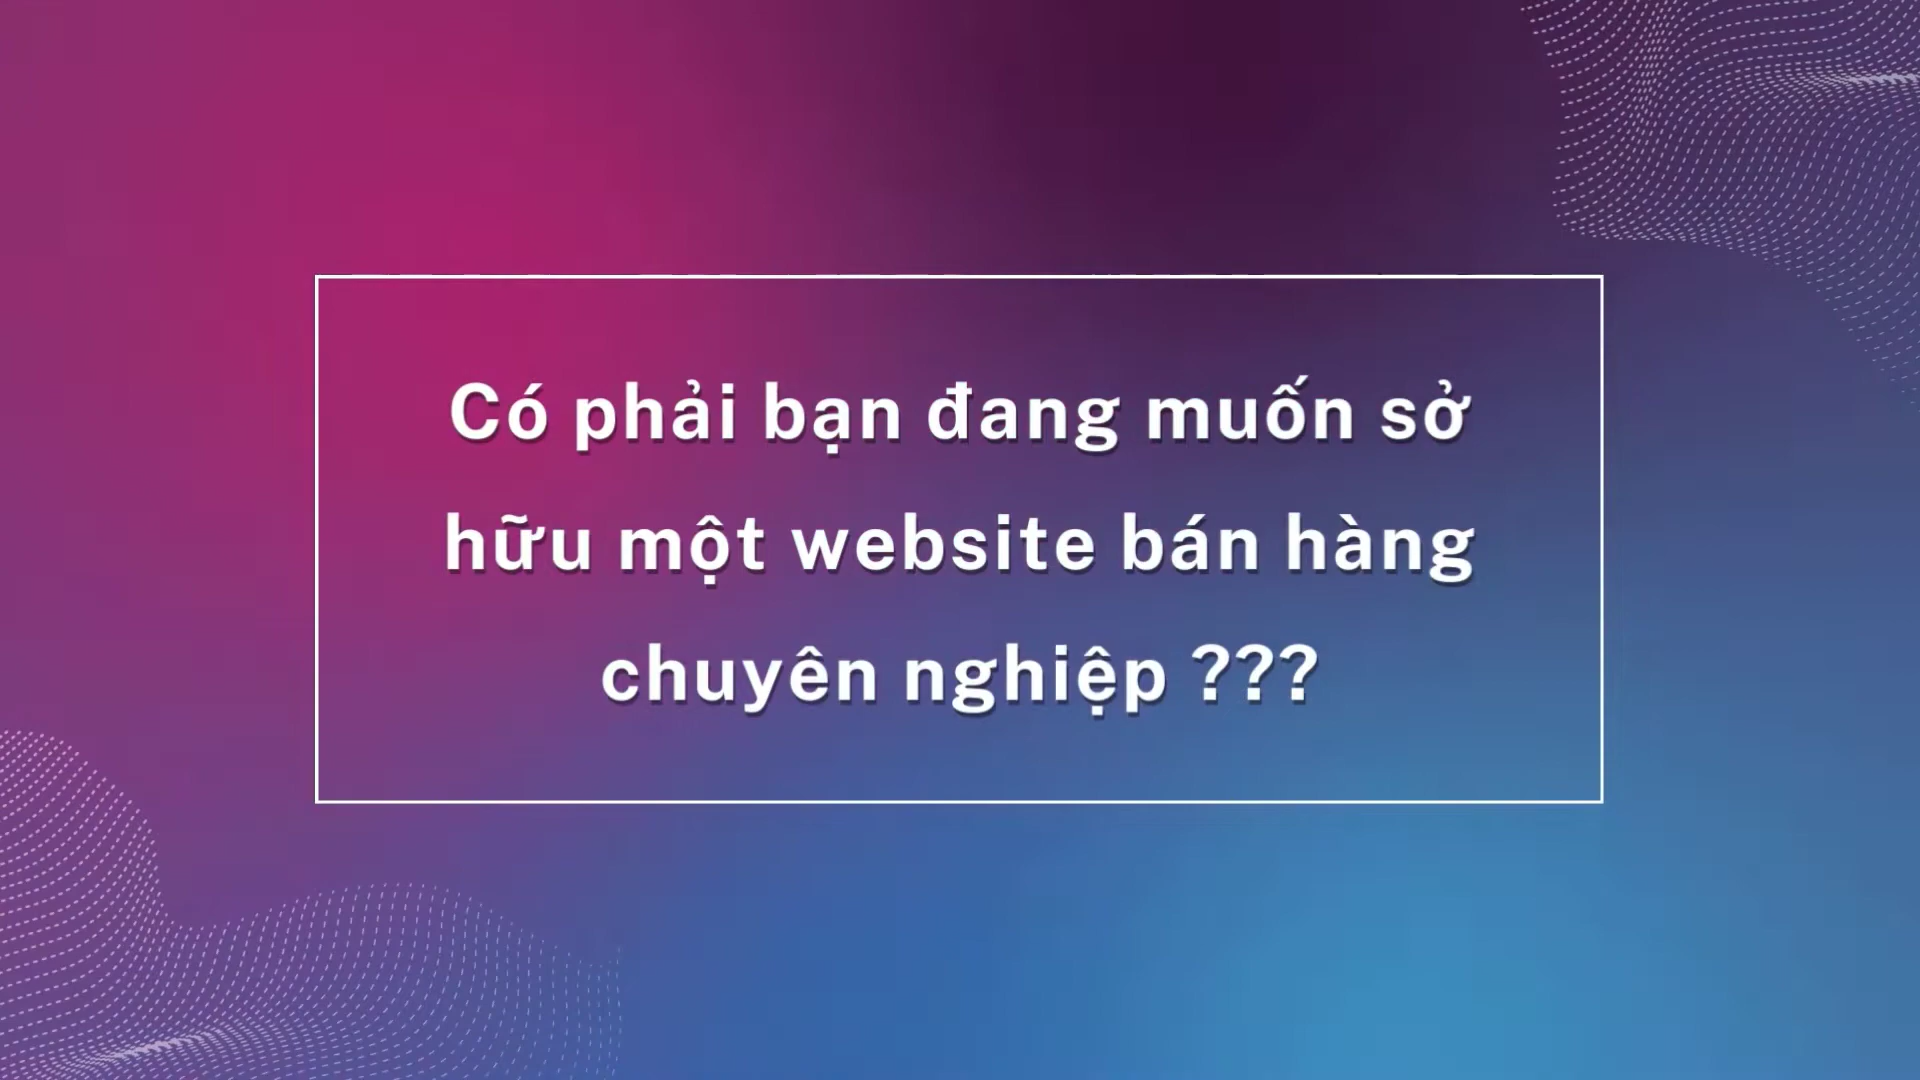 Có phải bạn đang muốn sở
hữu một website bán hàng
chuyên nghiệp ???